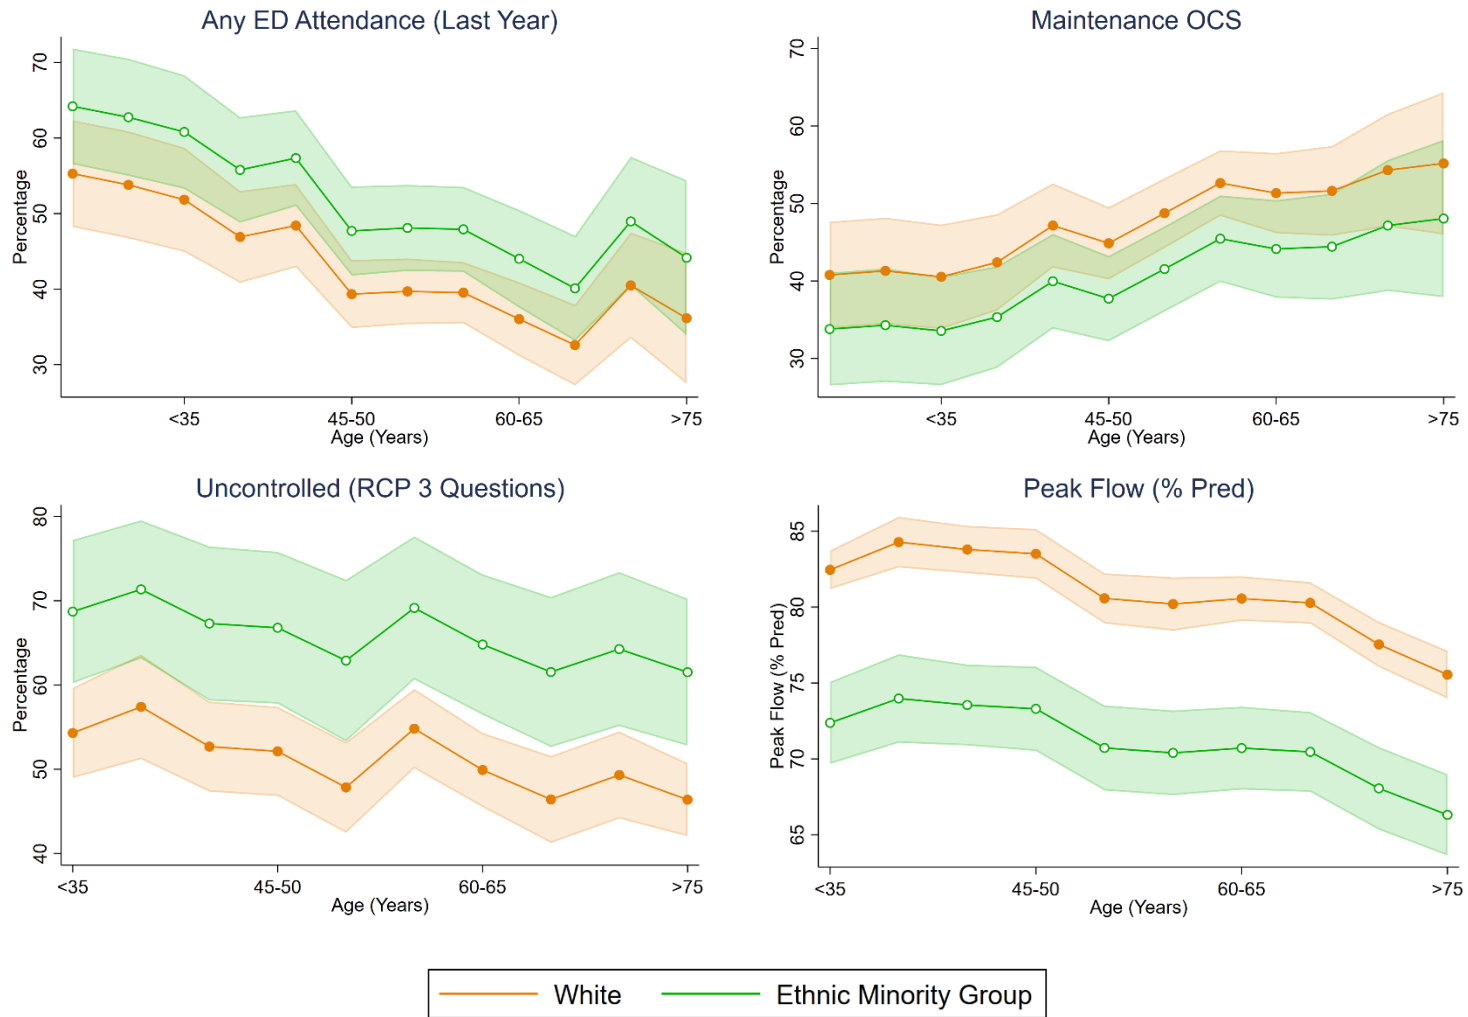 Any ED Attendance (Last Year)
Percentage
70
60
50
40
30
<35
45-50
60-65
>75
Age (Years)
Maintenance OCS
Percentage
70
60
50
40
30
<35
45-50
60-65
>75
Age (Years)
Uncontrolled (RCP 3 Questions)
Percentage
80
70
60
50
40
<35
45-50
60-65
>75
Age (Years)
Peak Flow (% Pred)
Peak Flow (% Pred)
85
80
75
70
65
<35
45-50
60-65
>75
Age (Years)
White
Ethnic Minority Group